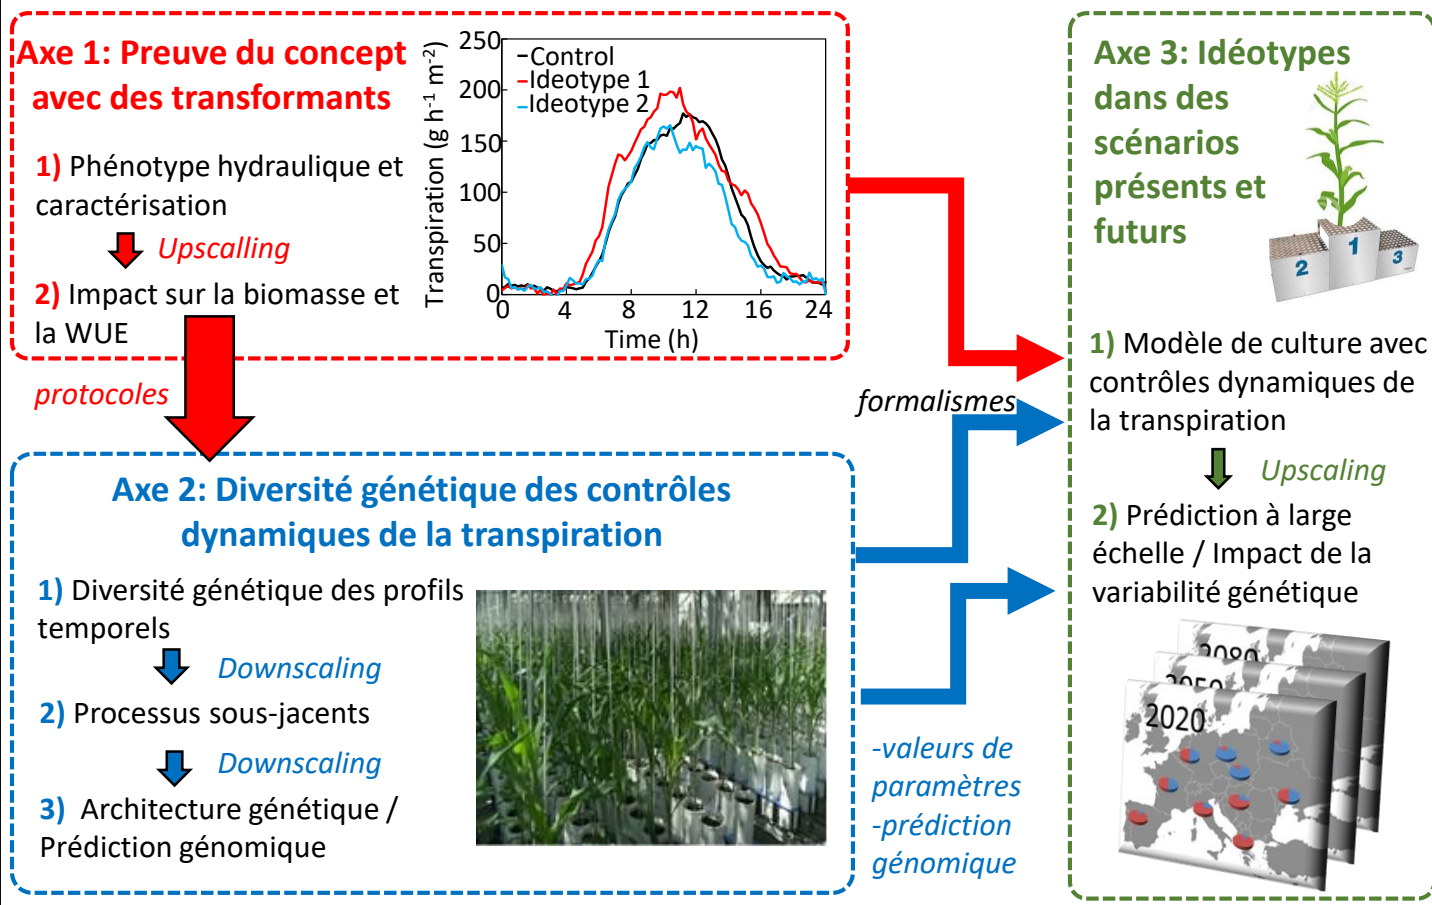 Axe 1: Preuve du concept
avec des transformants
1) Phénotype hydraulique et
caractérisation
Upscalling
2) Impact sur la biomasse et
la WUE
Transpiration (g h⁻¹ m⁻²)
250
200
150
100
50
0
Control
Ideotype 1
Ideotype 2
0 4 8 12 16 24
Time (h)
protocoles
Axe 2: Diversité génétique des contrôles
dynamiques de la transpiration
1) Diversité génétique des profils
temporels
Downscaling
2) Processus sous-jacents
Downscaling
3) Architecture génétique /
Prédiction génomique
formalismes
-valeurs de
paramètres
-prédiction
génomique
Axe 3: Idéotypes
dans des
scénarios
présents et
futurs
2 1 3
1) Modèle de culture avec
contrôles dynamiques de
la transpiration
Upscaling
2) Prédiction à large
échelle / Impact de la
variabilité génétique
2080
2050
2020